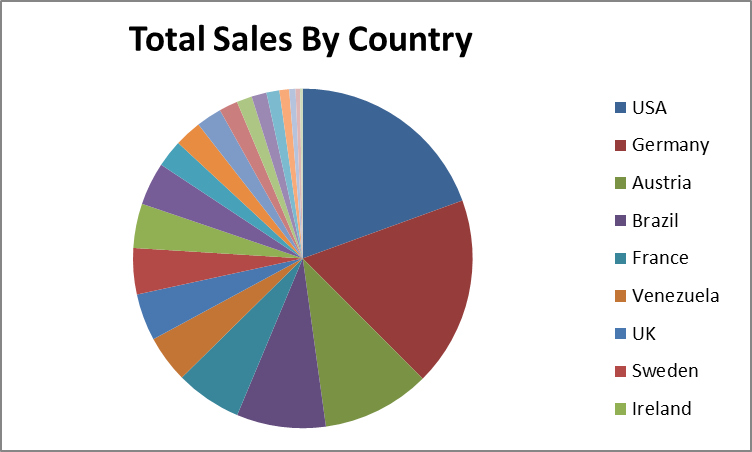 Total Sales By Country
USA
Germany
Austria
Brazil
France
Venezuela
UK
Sweden
Ireland